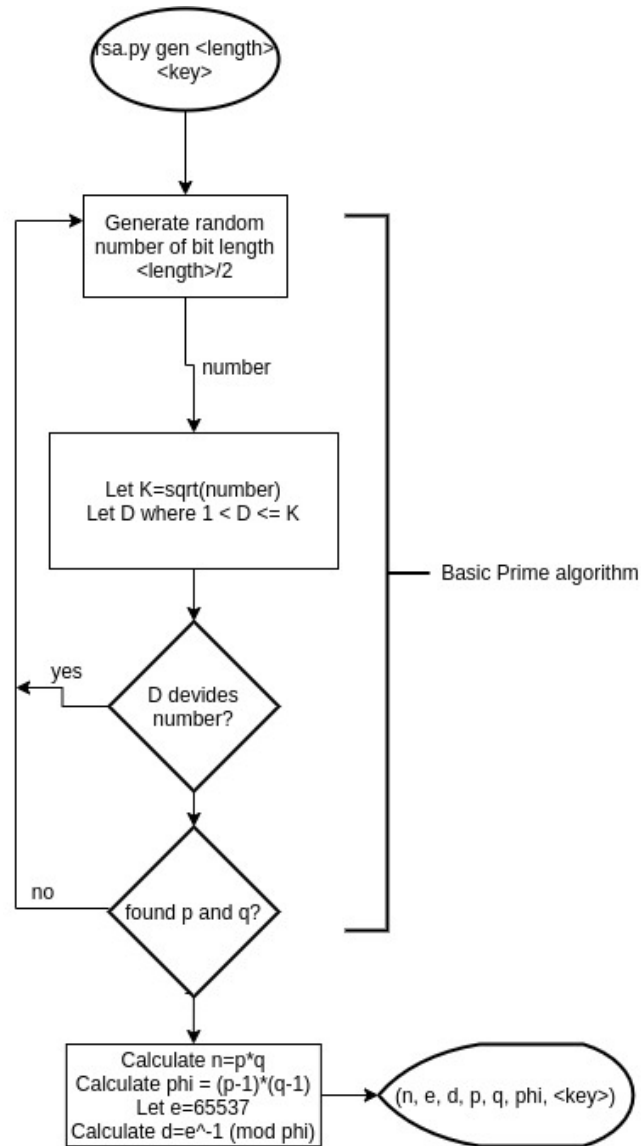 rsa.py gen <length>
<key>
Generate random
number of bit length
<length>/2
number
Let K=sqrt(number)
Let D where 1 < D <= K
Basic Prime algorithm
yes
D devides
number?
no
found p and q?
Calculate n=p*q
Calculate phi = (p-1)*(q-1)
Let e=65537
Calculate d=e^-1 (mod phi)
(n, e, d, p, q, phi, <key>)